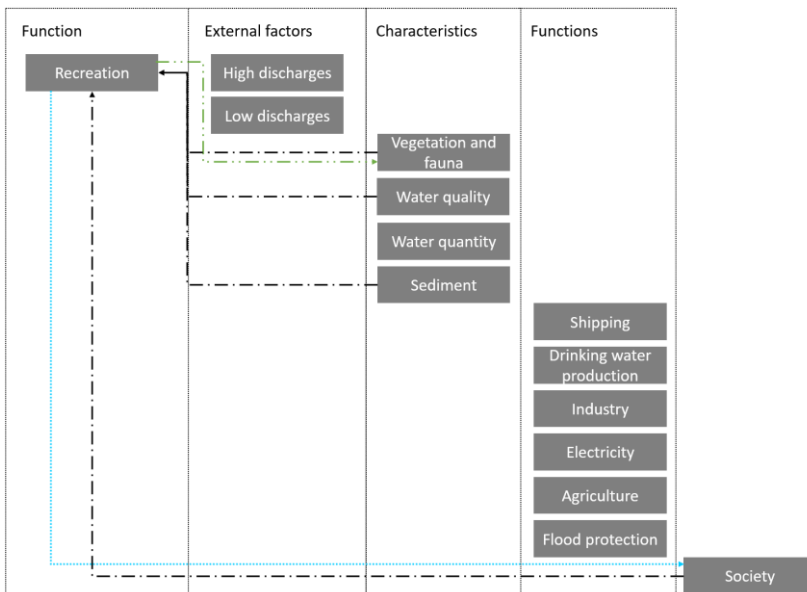 Function
External factors
Characteristics
Functions
Recreation
High discharges
Low discharges
Vegetation and
fauna
Water quality
Water quantity
Sediment
Shipping
Drinking water
production
Industry
Electricity
Agriculture
Flood protection
Society